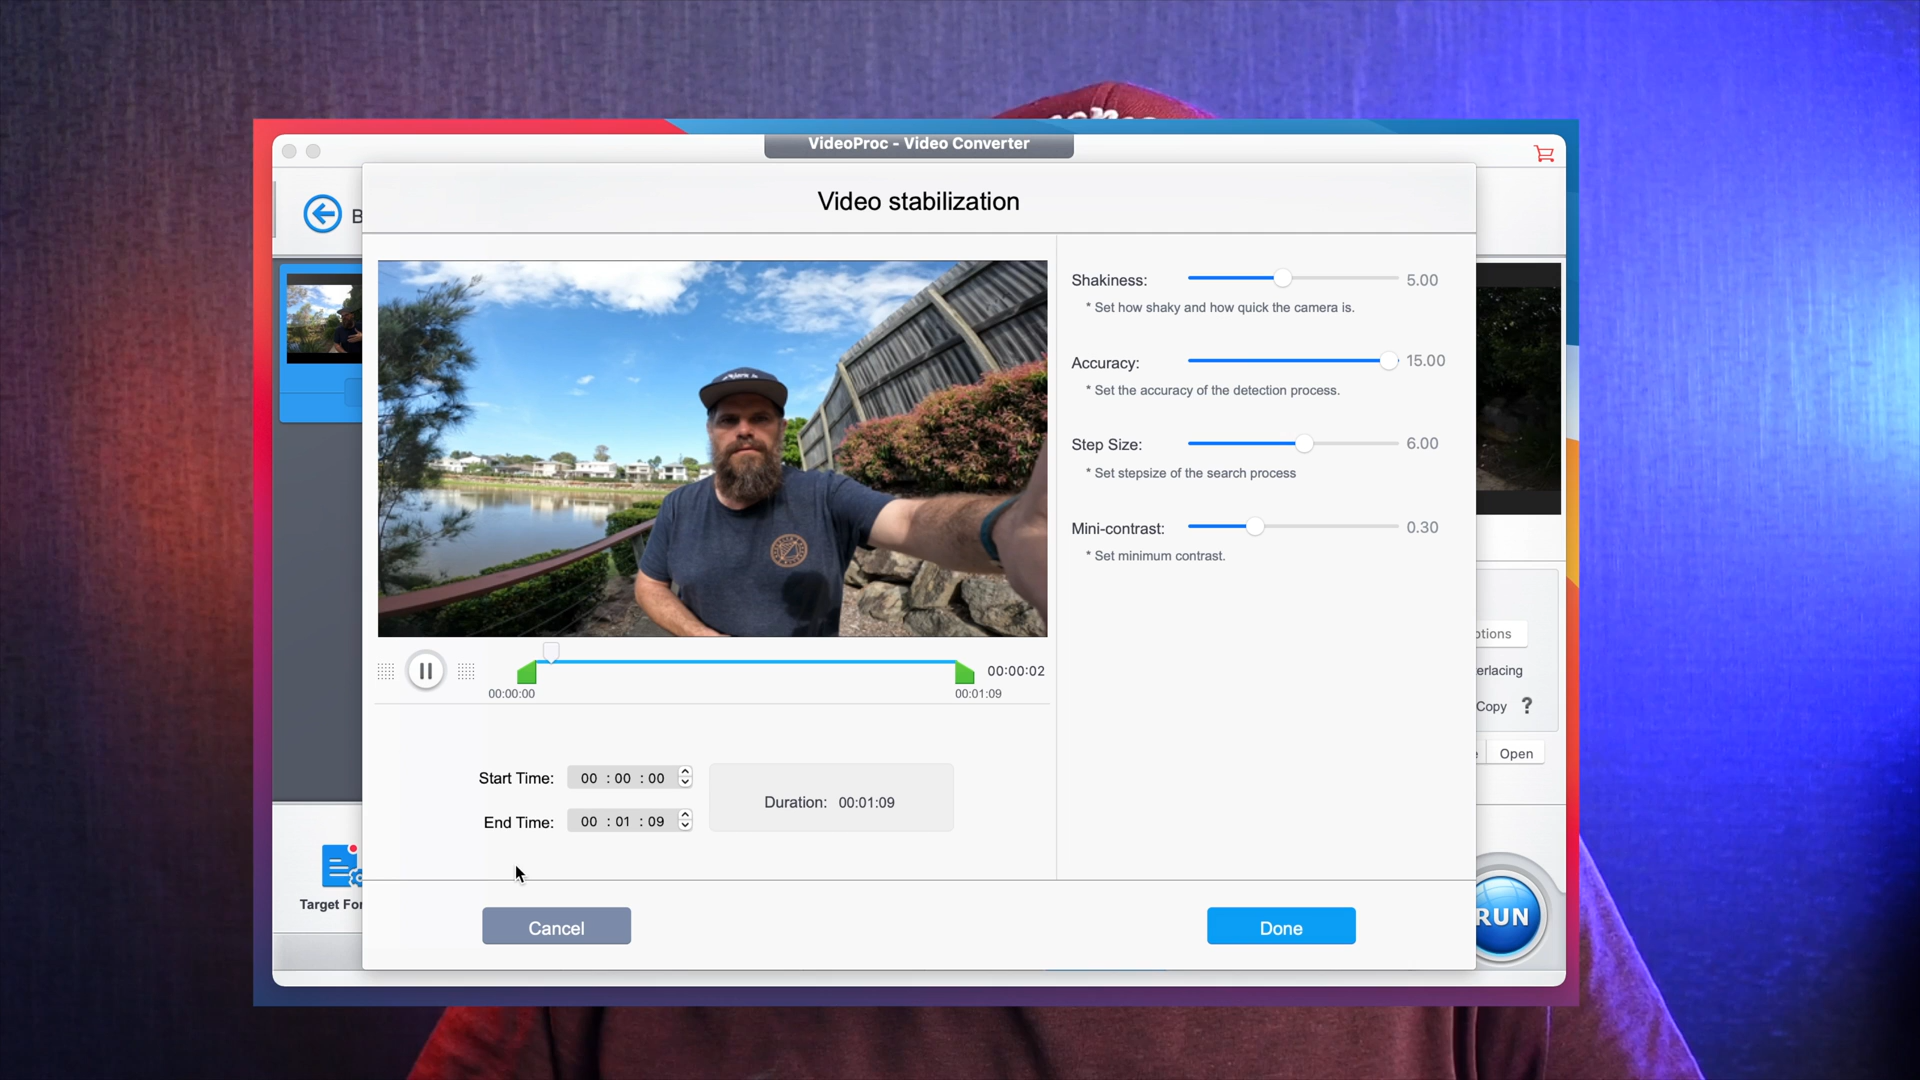 VideoProc - Video Converter
B
Video stabilization
Shakiness: 5.00
* Set how shaky and how quick the camera is.
Accuracy: 15.00
* Set the accuracy of the detection process.
Step Size: 6.00
* Set stepsize of the search process
Mini-contrast: 0.30
* Set minimum contrast.
otions
00:00:02
erlacing
00:00:00 00:01:09
Copy ?
e Open
Start Time: 00 : 00 : 00
Duration: 00:01:09
End Time: 00 : 01 : 09
Target For
RUN
Cancel Done